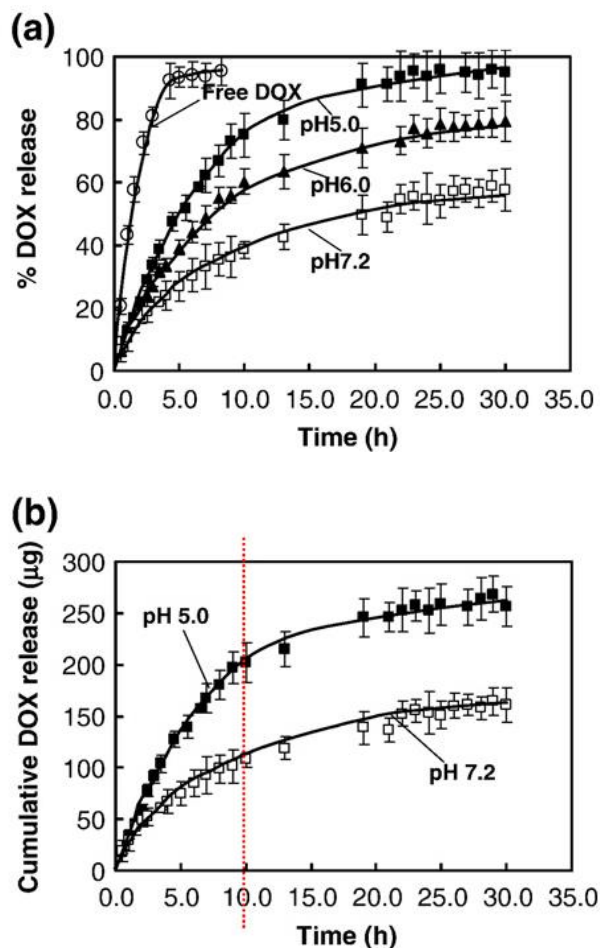 (a)
100
80
60
40
20
0
% DOX release
Free DOX
pH5.0
pH6.0
pH7.2
0.0 5.0 10.0 15.0 20.0 25.0 30.0 35.0
Time (h)
(b)
300
250
200
150
100
50
0
Cumulative DOX release (μg)
pH 5.0
pH 7.2
0.0 5.0 10.0 15.0 20.0 25.0 30.0 35.0
Time (h)